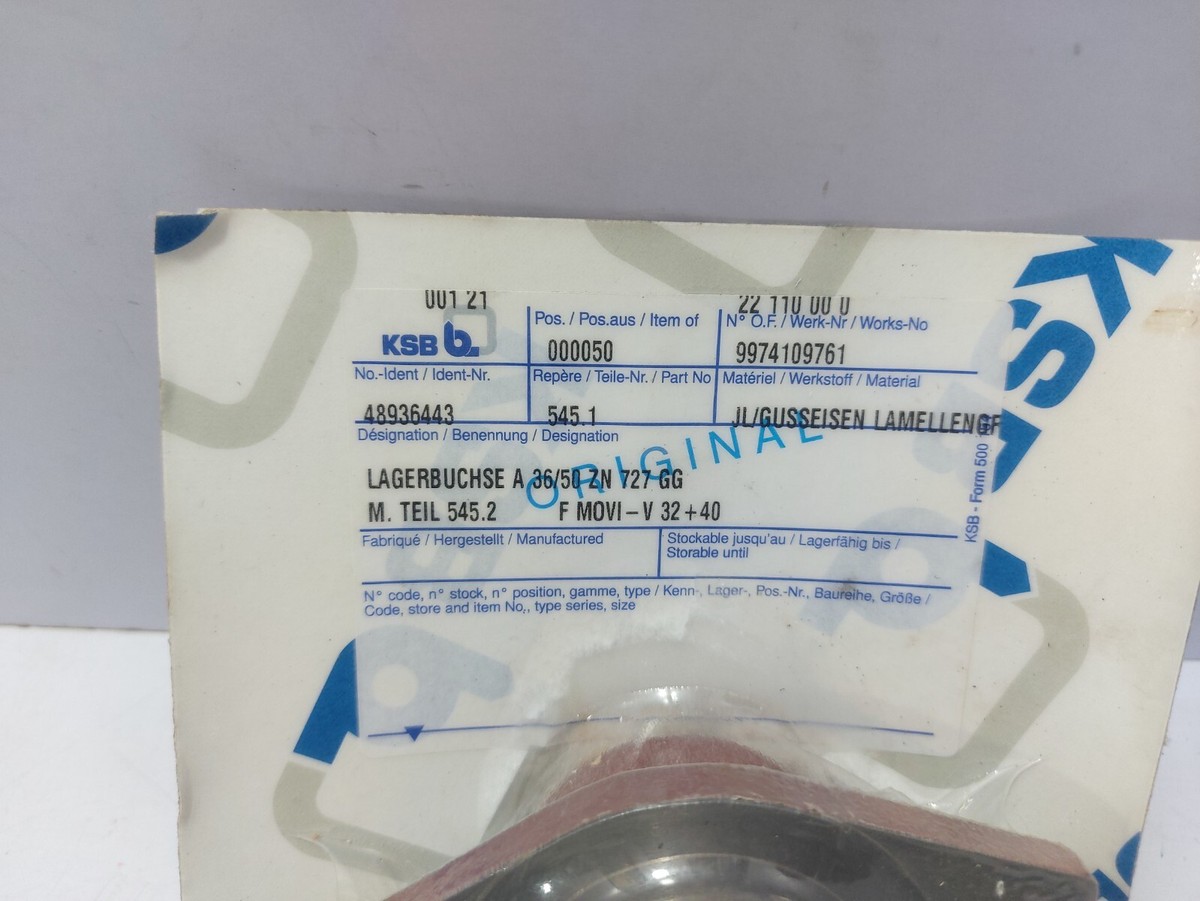 001 21
22 110 00 0
KSB b.
Pos. / Pos.aus / Item of
N° O.F. / Werk-Nr / Works-No
000050
9974109761
No.-Ident / Ident-Nr.
Repère / Teile-Nr. / Part No
Matériel / Werkstoff / Material
48936443
545.1
JL/GUSSEISEN LAMELLENGF
Désignation / Benennung / Designation
ORIGINAL
LAGERBUCHSE A 36/50 ZN 727 GG
M. TEIL 545.2 F MOVI-V 32+40
Fabriqué / Hergestellt / Manufactured
Stockable jusqu'au / Lagerfähig bis /
Storable until
N° code, n° stock, n° position, gamme, type / Kenn-, Lager-, Pos.-Nr., Baureihe, Größe /
Code, store and item No., type series, size
KSB - Form 500
KSB